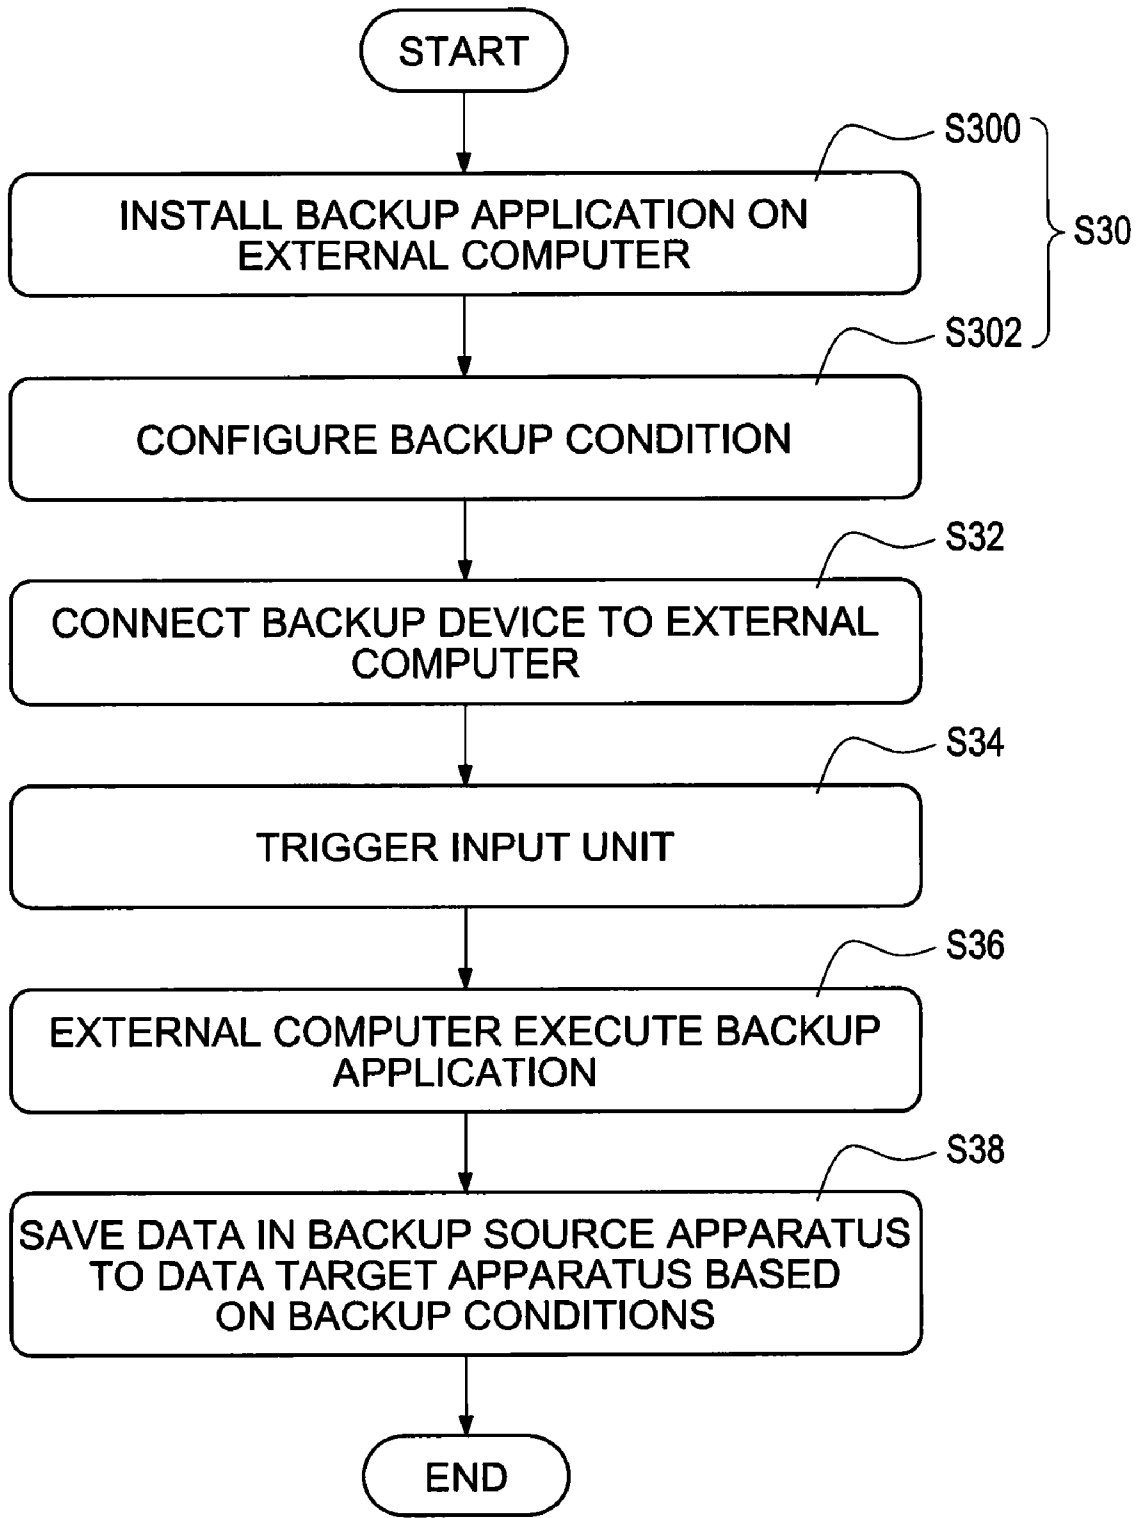 START
S300
INSTALL BACKUP APPLICATION ON
EXTERNAL COMPUTER
S30
S302
CONFIGURE BACKUP CONDITION
S32
CONNECT BACKUP DEVICE TO EXTERNAL
COMPUTER
S34
TRIGGER INPUT UNIT
S36
EXTERNAL COMPUTER EXECUTE BACKUP
APPLICATION
S38
SAVE DATA IN BACKUP SOURCE APPARATUS
TO DATA TARGET APPARATUS BASED
ON BACKUP CONDITIONS
END